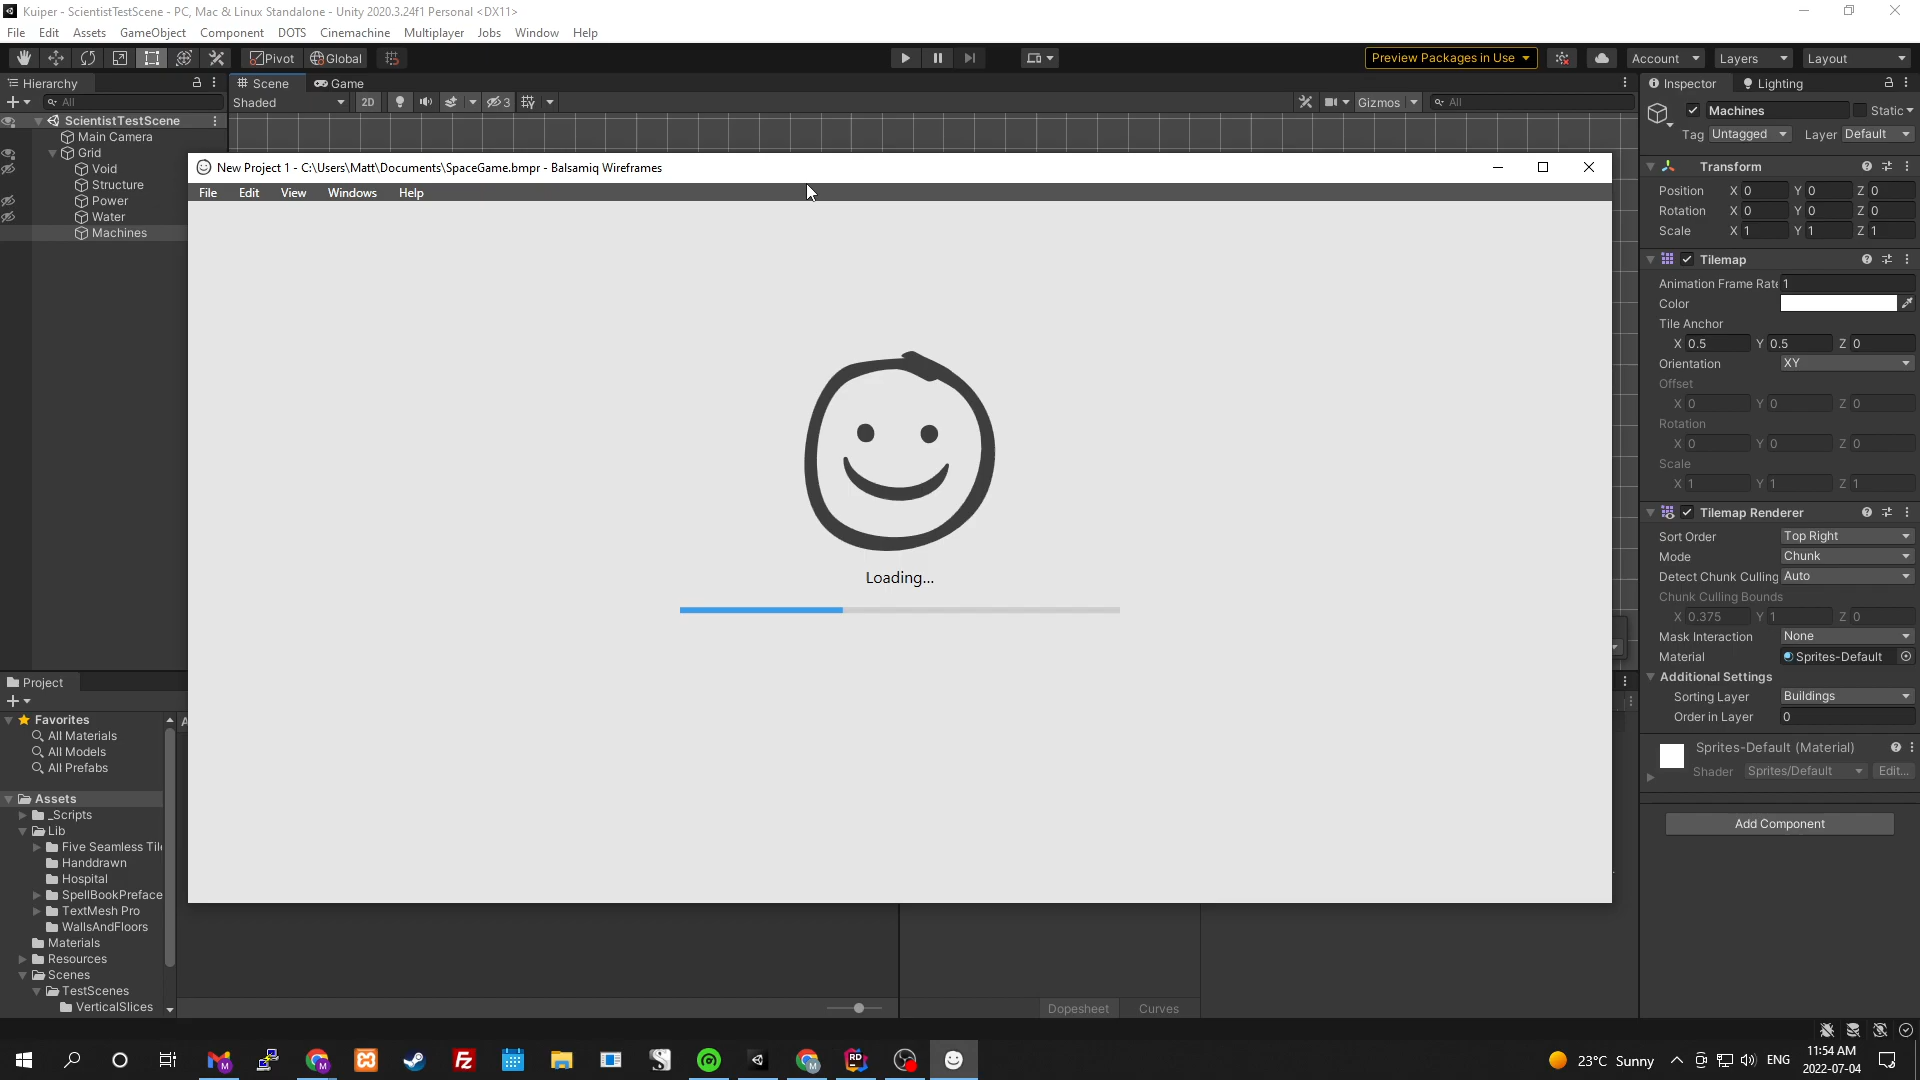 Kuiper - ScientistTestScene - PC, Mac & Linux Standalone - Unity 2020.3.24f1 Personal <DX11>
File Edit Assets GameObject Component DOTS Cinemachine Multiplayer Jobs Window Help
Pivot Global Preview Packages in Use Account Layers Layout
Hierarchy Scene Game Inspector Lighting
All Shaded 2D 3 Gizmos All
ScientistTestScene
Main Camera
Grid
Void
Structure
Power
Water
Machines
New Project 1 - C:\Users\Matt\Documents\SpaceGame.bmpr - Balsamiq Wireframes
File Edit View Windows Help
Loading...
Machines Static
Tag Untagged Layer Default
Transform
Position X 0 Y 0 Z 0
Rotation X 0 Y 0 Z 0
Scale X 1 Y 1 Z 1
Tilemap
Animation Frame Rate 1
Color
Tile Anchor
X 0.5 Y 0.5 Z 0
Orientation XY
Offset
X 0 Y 0 Z 0
Rotation
X 0 Y 0 Z 0
Scale
X 1 Y 1 Z 1
Tilemap Renderer
Sort Order Top Right
Mode Chunk
Detect Chunk Culling Auto
Chunk Culling Bounds
X 0.375 Y 1 Z 0
Mask Interaction None
Material Sprites-Default
Additional Settings
Sorting Layer Buildings
Order in Layer 0
Sprites-Default (Material)
Shader Sprites/Default Edit...
Add Component
Project
Favorites
All Materials
All Models
All Prefabs
Assets
_Scripts
Lib
Five Seamless Tile
Handdrawn
Hospital
SpellBookPreface
TextMesh Pro
WallsAndFloors
Materials
Resources
Scenes
TestScenes
VerticalSlices
Dopesheet Curves
23°C Sunny ENG
11:54 AM
2022-07-04